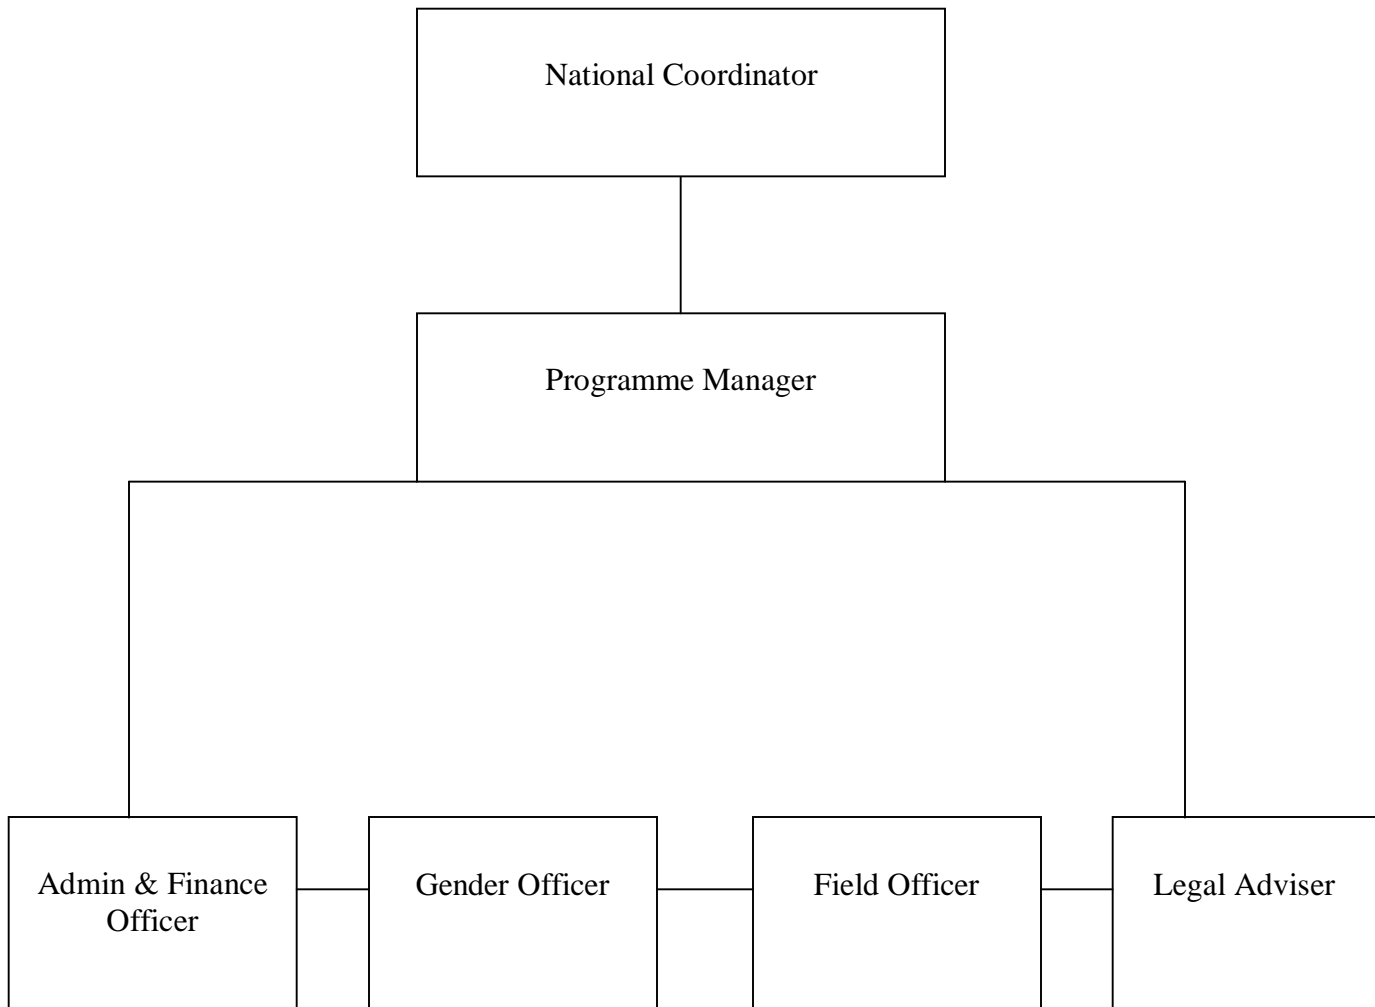 National Coordinator
Programme Manager
Admin & Finance
Officer
Gender Officer
Field Officer
Legal Adviser